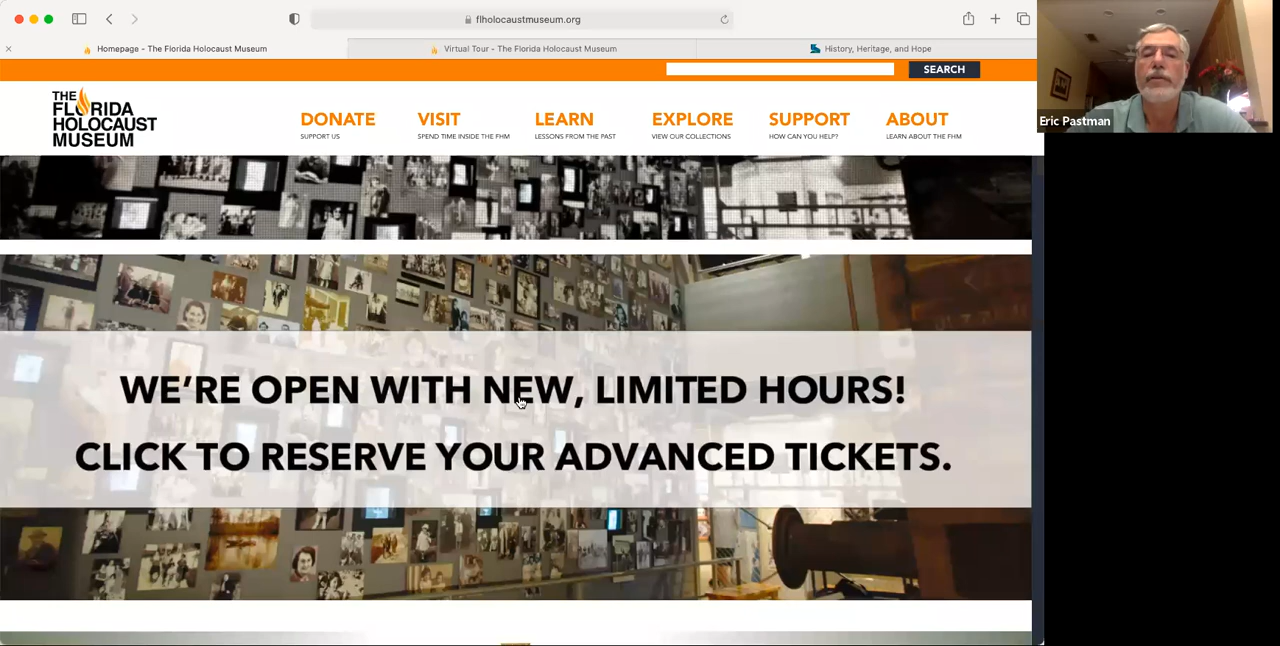 flholocaustmuseum.org
Homepage - The Florida Holocaust Museum
Virtual Tour - The Florida Holocaust Museum
History, Heritage, and Hope
SEARCH
THE
FLORIDA
HOLOCAUST
MUSEUM
DONATE
SUPPORT US
VISIT
SPEND TIME INSIDE THE FHM
LEARN
LESSONS FROM THE PAST
EXPLORE
VIEW OUR COLLECTIONS
SUPPORT
HOW CAN YOU HELP?
ABOUT
LEARN ABOUT THE FHM
Eric Pastman
WE'RE OPEN WITH NEW, LIMITED HOURS!
CLICK TO RESERVE YOUR ADVANCED TICKETS.